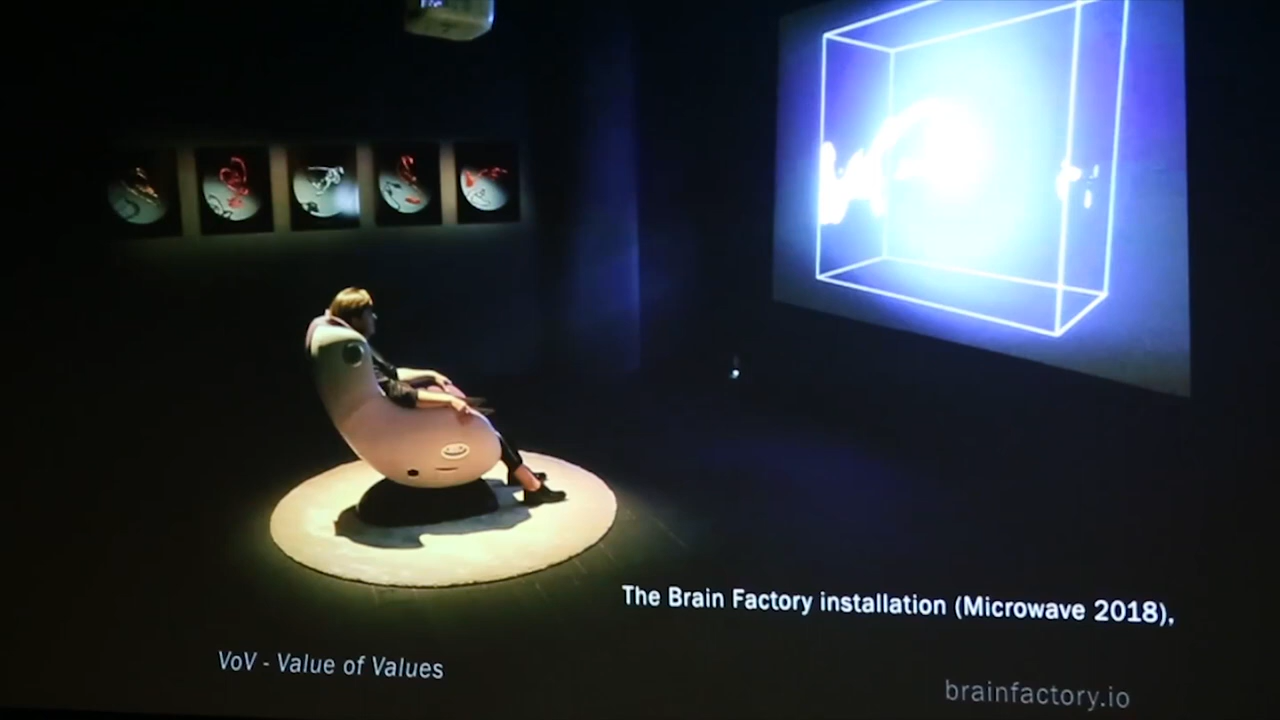 The Brain Factory installation (Microwave 2018),
VoV - Value of Values
brainfactory.io